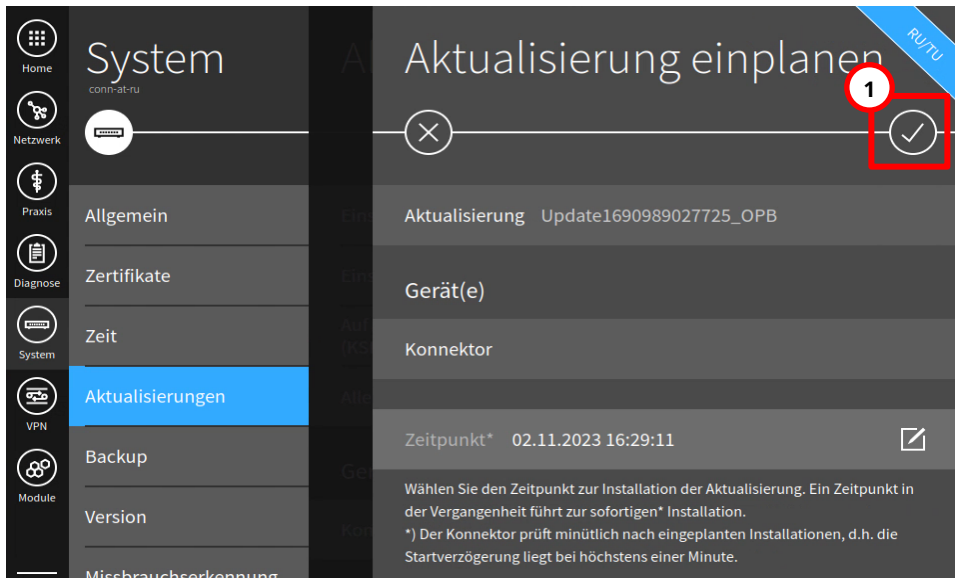 Home
Netzwerk
Praxis
Diagnose
System
VPN
Module
System
conn-at-ru
Allgemein
Zertifikate
Zeit
Aktualisierungen
Backup
Version
Missbrauchserkennung
Aktualisierung einplanen
RU/TU
1
Aktualisierung Update1690989027725_OPB
Gerät(e)
Konnektor
Zeitpunkt* 02.11.2023 16:29:11
Wählen Sie den Zeitpunkt zur Installation der Aktualisierung. Ein Zeitpunkt in
der Vergangenheit führt zur sofortigen* Installation.
*) Der Konnektor prüft minütlich nach eingeplanten Installationen, d.h. die
Startverzögerung liegt bei höchstens einer Minute.